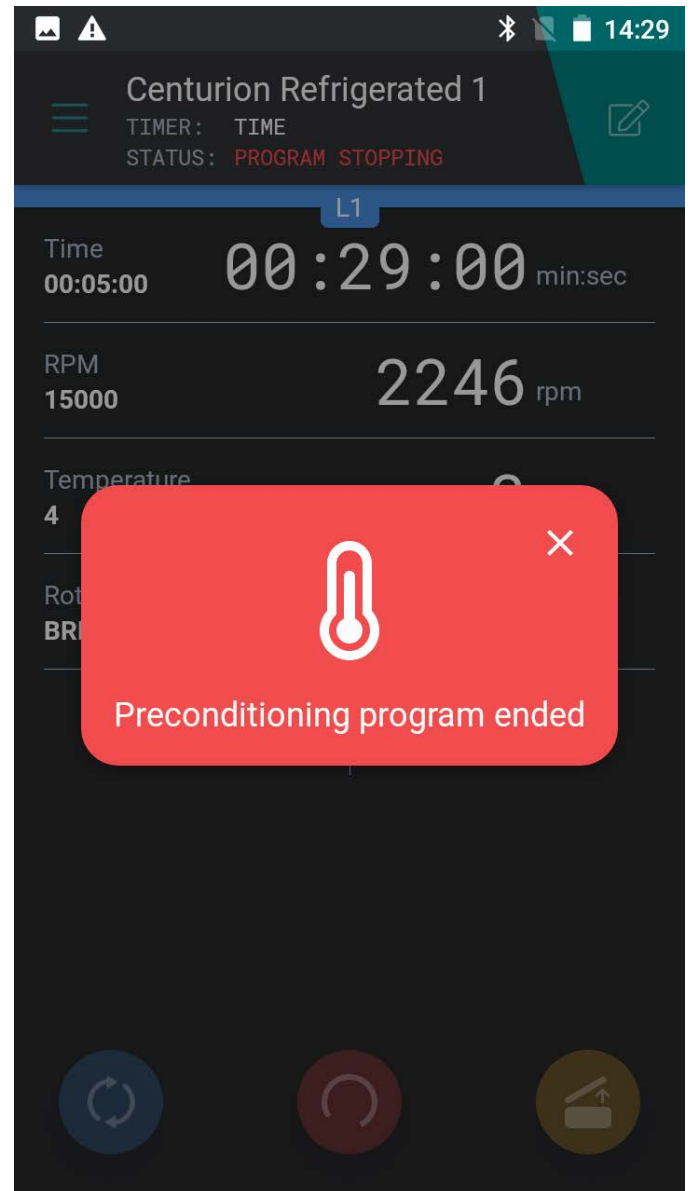 14:29
Centurion Refrigerated 1
TIMER: TIME
STATUS: PROGRAM STOPPING
L1
Time
00:05:00
00:29:00 min:sec
RPM
15000
2246 rpm
Temperature
4
Preconditioning program ended